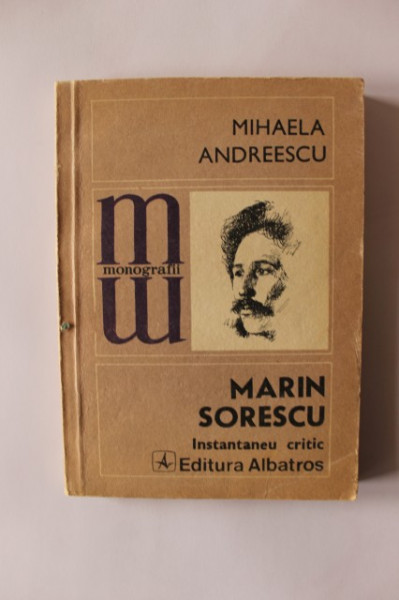 MIHAELA
ANDREESCU
m
monografii
m
MARIN
SORESCU
Instantaneu critic
A Editura Albatros